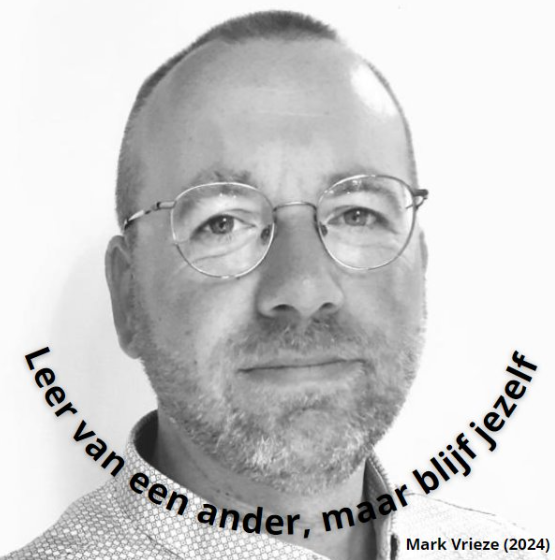 Leer van een ander, maar blijf jezelf
Mark Vrieze (2024)